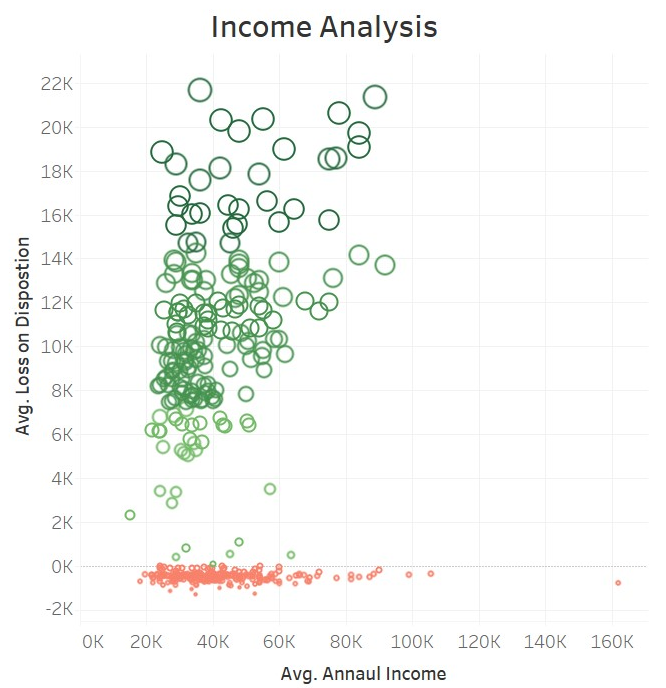 Income Analysis
22K
20K
18K
16K
14K
12K
10K
8K
6K
4K
2K
0K
-2K
Avg. Loss on Dispostion
0K 20K 40K 60K 80K 100K 120K 140K 160K
Avg. Annaul Income